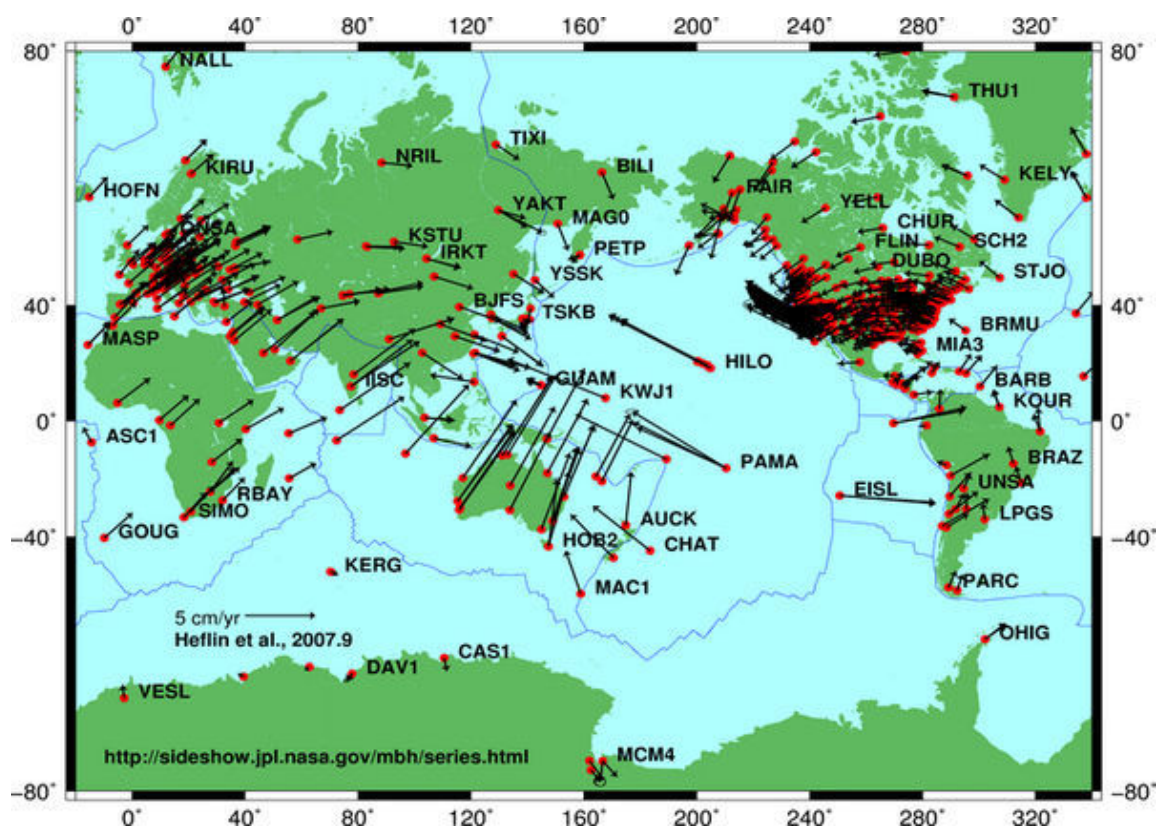 0° 40° 80° 120° 160° 200° 240° 280° 320°
80° 80°
NALL
THU1
TIXI
NRIL
BILI
KIRU
FAIR
KELY
HOFN
YAKT
YELL
MAG0
CHUR
ONSA
KSTU
PETP
FLIN
SCH2
IRKT
YSSK
DUBO
STJO
40° 40°
BJFS
TSKB
BRMU
MASP
MIA3
HILO
IISC
GUAM
KWJ1
BARB
KOUR
0 0
ASC1
PAMA
BRAZ
EISL
UNSA
RBAY
SIMO
AUCK
LPGS
GOUG
HOB2
CHAT
−40° −40°
KERG
MAC1
PARC
5 cm/yr
Heflin et al., 2007.9
OHIG
CAS1
DAV1
VESL
http://sideshow.jpl.nasa.gov/mbh/series.html
MCM4
−80° −80°
0° 40° 80° 120° 160° 200° 240° 280° 320°